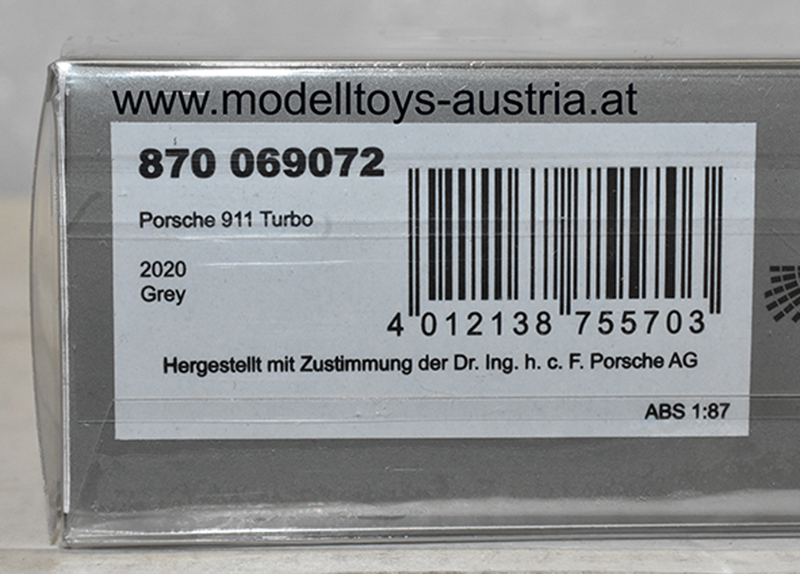 www.modelltoys-austria.at
870 069072
Porsche 911 Turbo
2020
Grey
4 012138 755703
Hergestellt mit Zustimmung der Dr. Ing. h. c. F. Porsche AG
ABS 1:87